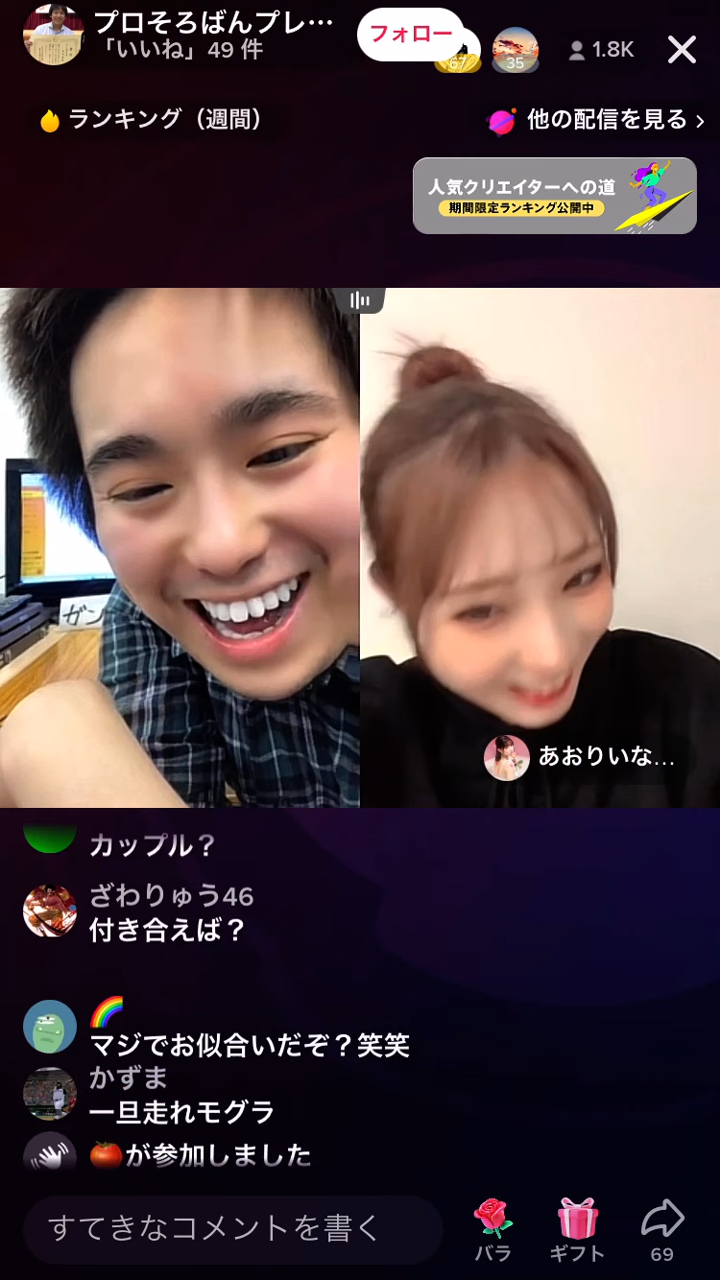 プロそろばんプレ…
「いいね」49 件
フォロー
67
35
1.8K
ランキング（週間）
他の配信を見る
人気クリエイターへの道
期間限定ランキング公開中
ガン
あおりいな…
カップル？
ざわりゅう46
付き合えば？
マジでお似合いだぞ？笑笑
かずま
一旦走れモグラ
が参加しました
すてきなコメントを書く
バラ
ギフト
69